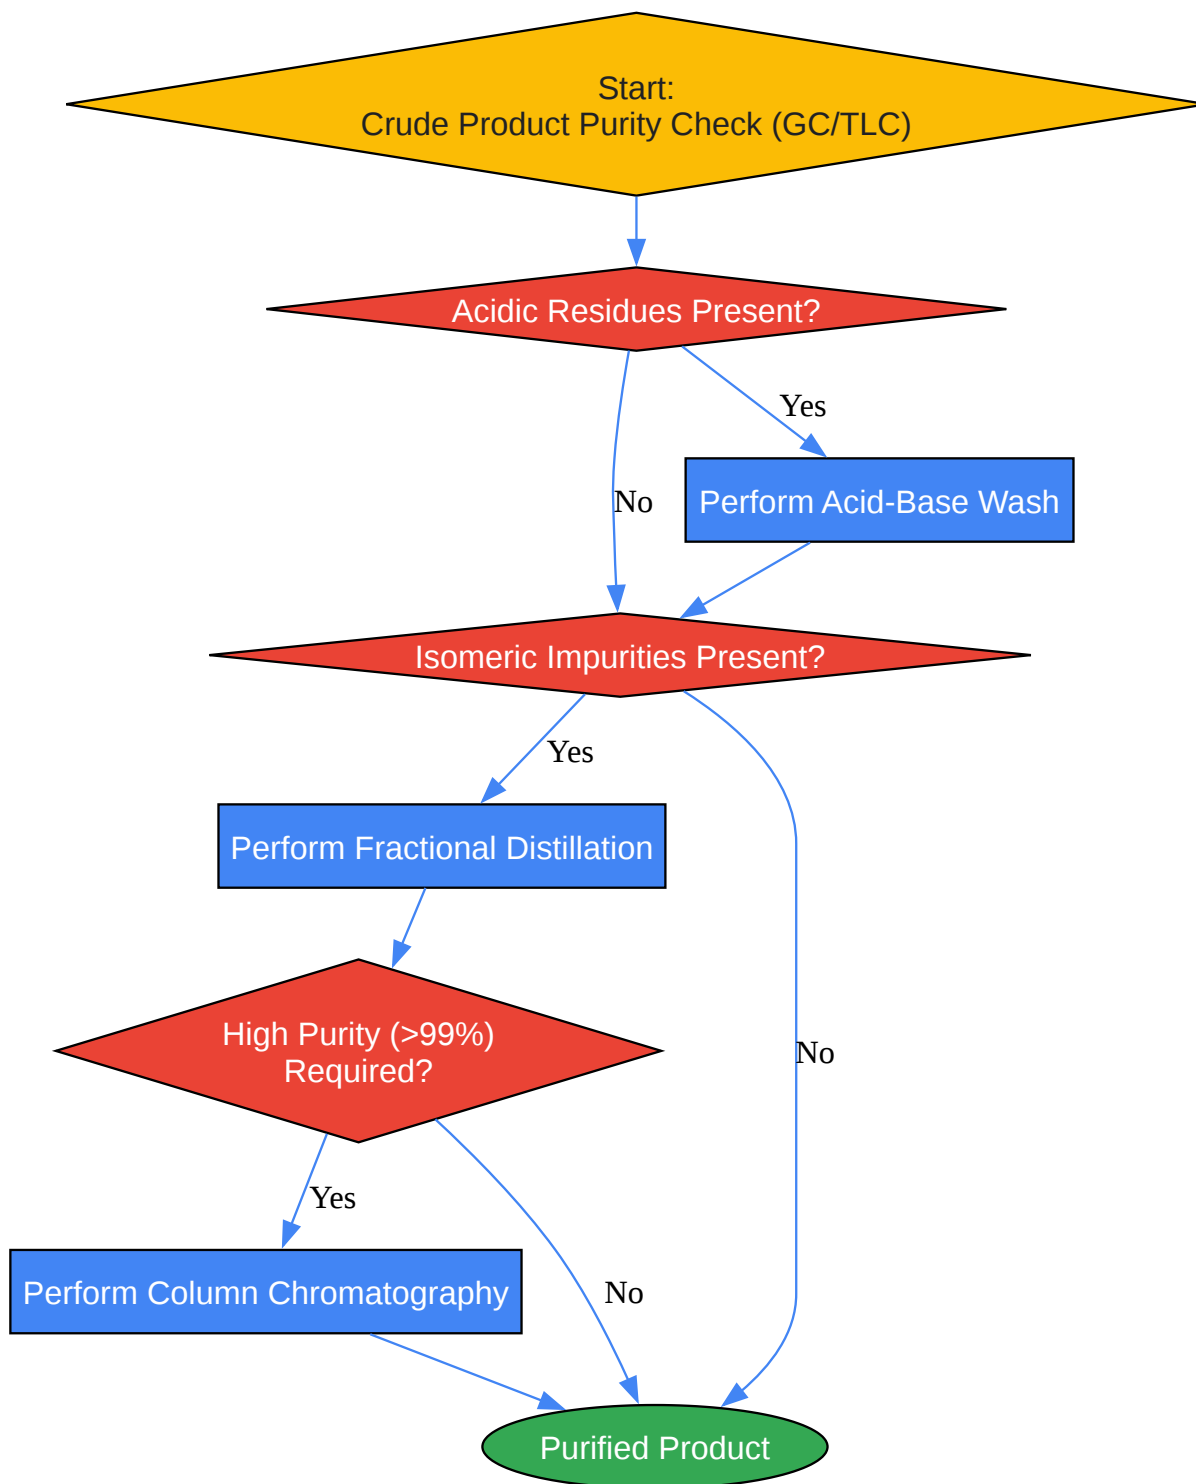 Start:
Crude Product Purity Check (GC/TLC)
Acidic Residues Present?
Yes
No
Perform Acid-Base Wash
Isomeric Impurities Present?
Yes
Perform Fractional Distillation
High Purity (>99%)
Required?
No
Yes
Perform Column Chromatography
No
Purified Product